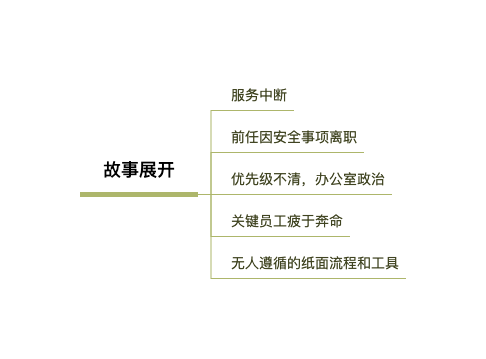 故事展开
服务中断
前任因安全事项离职
优先级不清，办公室政治
关键员工疲于奔命
无人遵循的纸面流程和工具